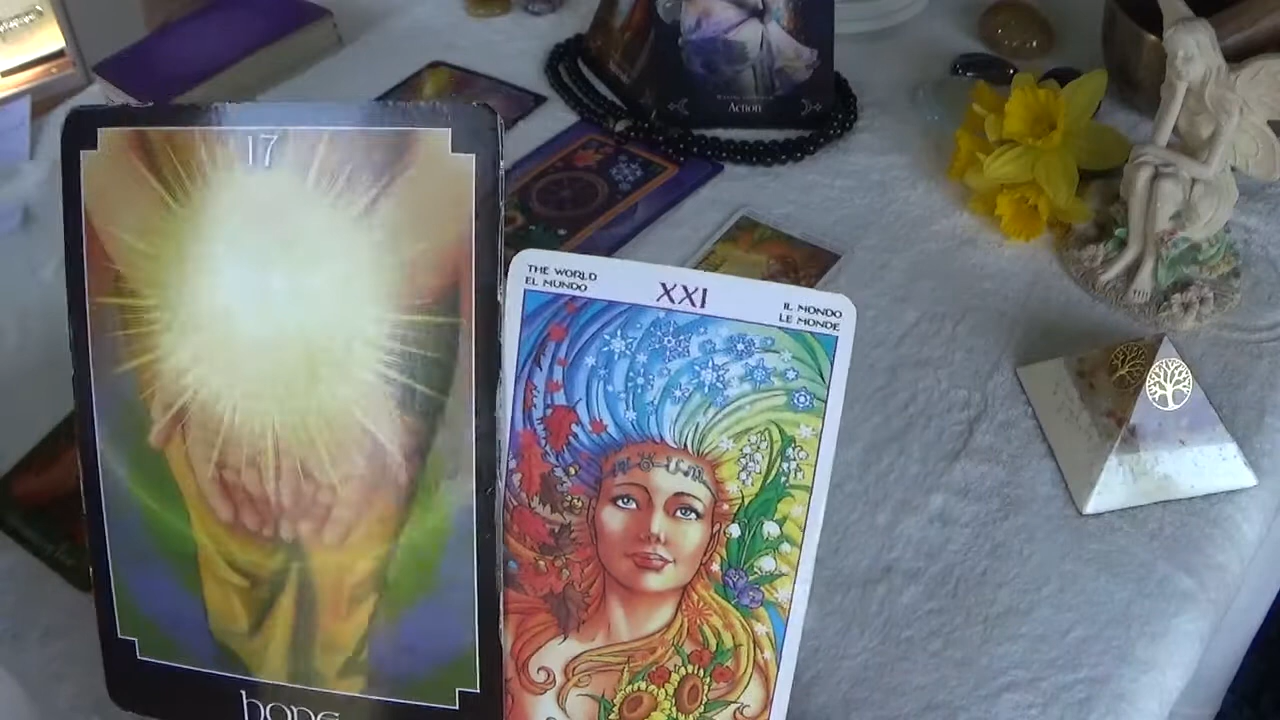 Action
17
THE WORLD
EL MUNDO
XXI
IL MONDO
LE MONDE
hope